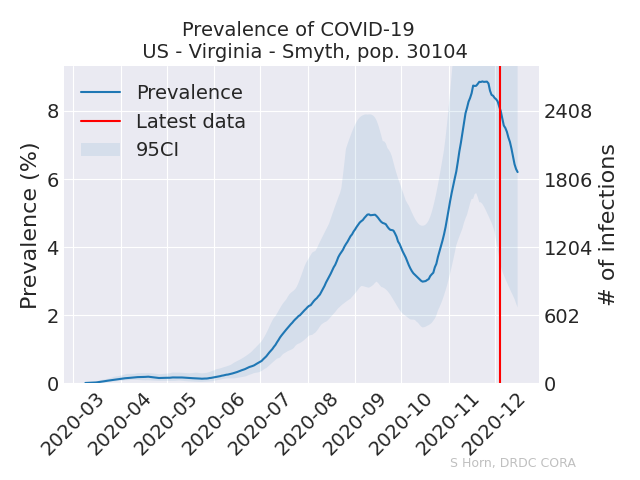 Prevalence of COVID-19
US - Virginia - Smyth, pop. 30104
Prevalence
Latest data
95CI
Prevalence (%)
8
6
4
2
0
2408
1806
1204
602
0
# of infections
2020-03
2020-04
2020-05
2020-06
2020-07
2020-08
2020-09
2020-10
2020-11
2020-12
S Horn, DRDC CORA